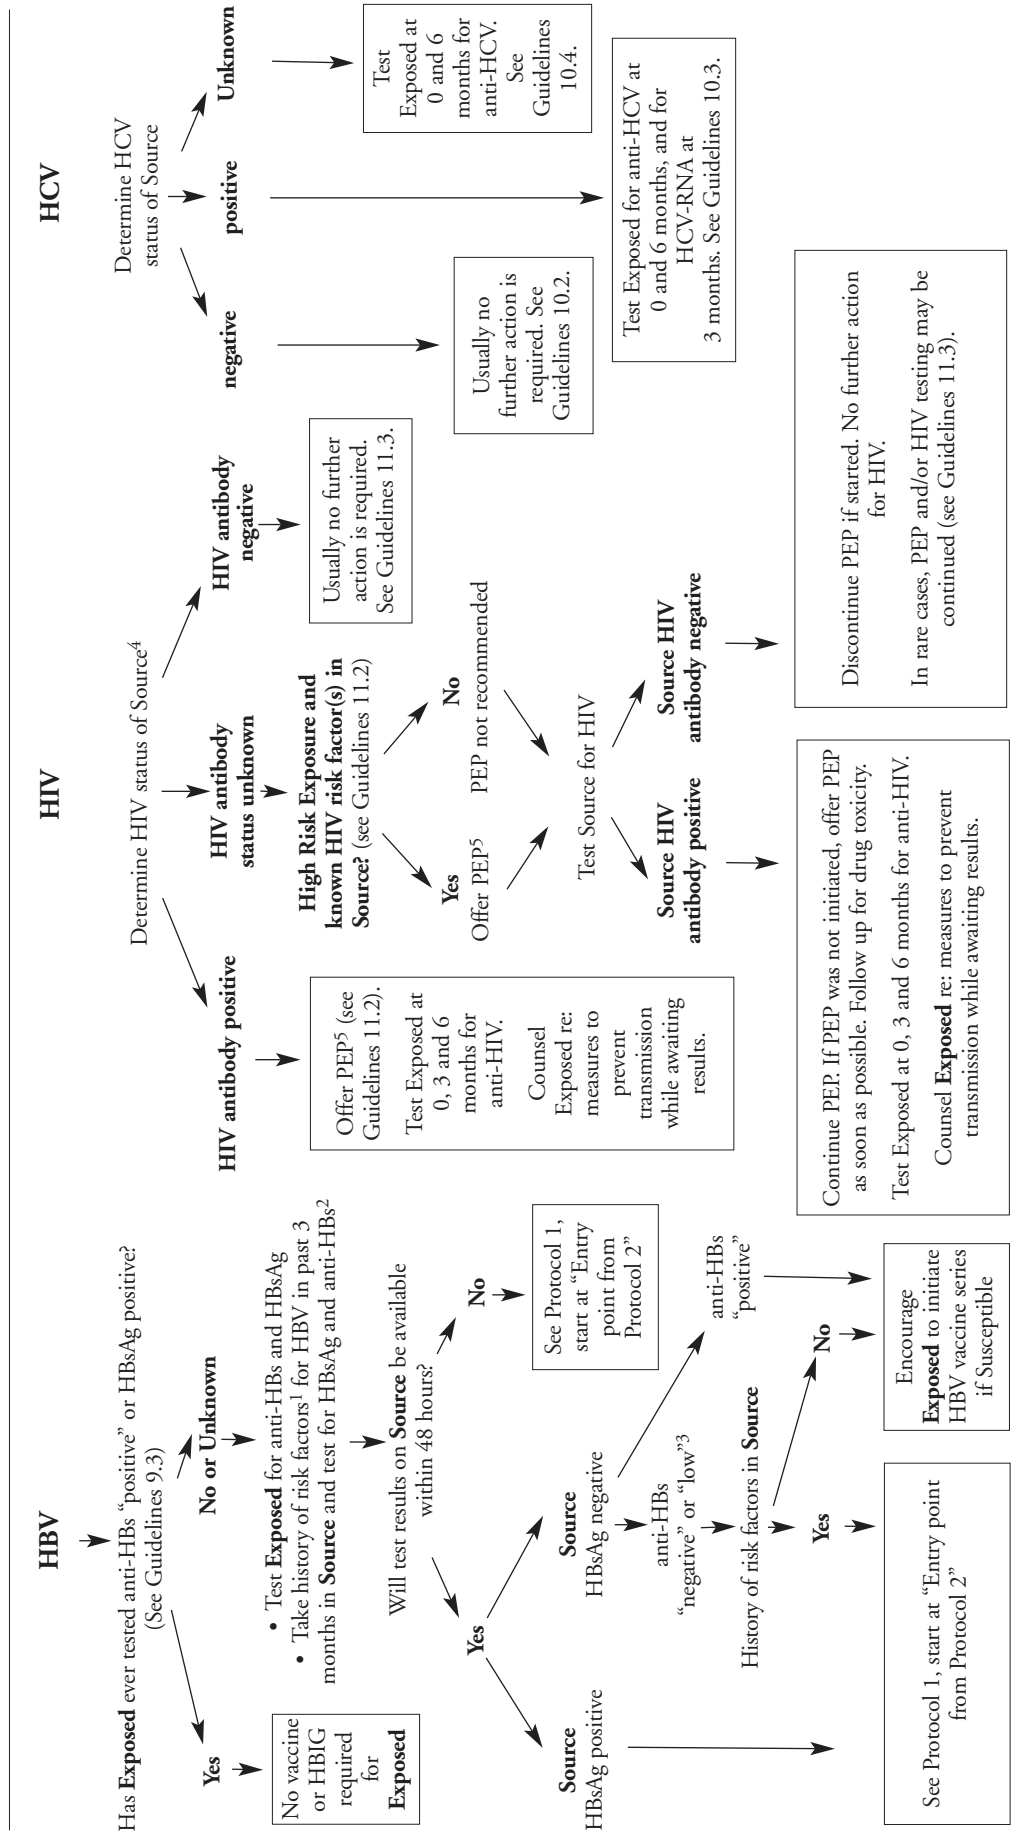 HBV
Has Exposed ever tested anti-HBs “positive” or HBsAg positive?
(See Guidelines 9.3)
Yes
No vaccine
or HBIG
required
for
Exposed
No or Unknown
• Test Exposed for anti-HBs and HBsAg
• Take history of risk factors1 for HBV in past 3
months in Source and test for HBsAg and anti-HBs2
Will test results on Source be available
within 48 hours?
Yes
No
See Protocol 1,
start at “Entry
point from
Protocol 2”
Source
HBsAg positive
Source
HBsAg negative
anti-HBs
“negative” or “low”3
anti-HBs
“positive”
History of risk factors in Source
Yes
No
See Protocol 1, start at “Entry point
from Protocol 2”
Encourage
Exposed to initiate
HBV vaccine series
if Susceptible
HIV
Determine HIV status of Source4
HIV antibody positive
Offer PEP5 (see
Guidelines 11.2).
Test Exposed at
0, 3 and 6
months for
anti-HIV.
Counsel
Exposed re:
measures to
prevent
transmission
while awaiting
results.
HIV antibody
status unknown
High Risk Exposure and
known HIV risk factor(s) in
Source? (see Guidelines 11.2)
Yes
Offer PEP5
No
PEP not recommended
Test Source for HIV
Source HIV
antibody positive
Source HIV
antibody negative
Continue PEP. If PEP was not initiated, offer PEP
as soon as possible. Follow up for drug toxicity.
Test Exposed at 0, 3 and 6 months for anti-HIV.
Counsel Exposed re: measures to prevent
transmission while awaiting results.
Discontinue PEP if started. No further action
for HIV.
In rare cases, PEP and/or HIV testing may be
continued (see Guidelines 11.3).
HIV antibody
negative
Usually no further
action is required.
See Guidelines 11.3.
HCV
Determine HCV
status of Source
negative
positive
Unknown
Usually no
further action is
required. See
Guidelines 10.2.
Test Exposed for anti-HCV at
0 and 6 months, and for
HCV-RNA at
3 months. See Guidelines 10.3.
Test
Exposed at
0 and 6
months for
anti-HCV.
See
Guidelines
10.4.